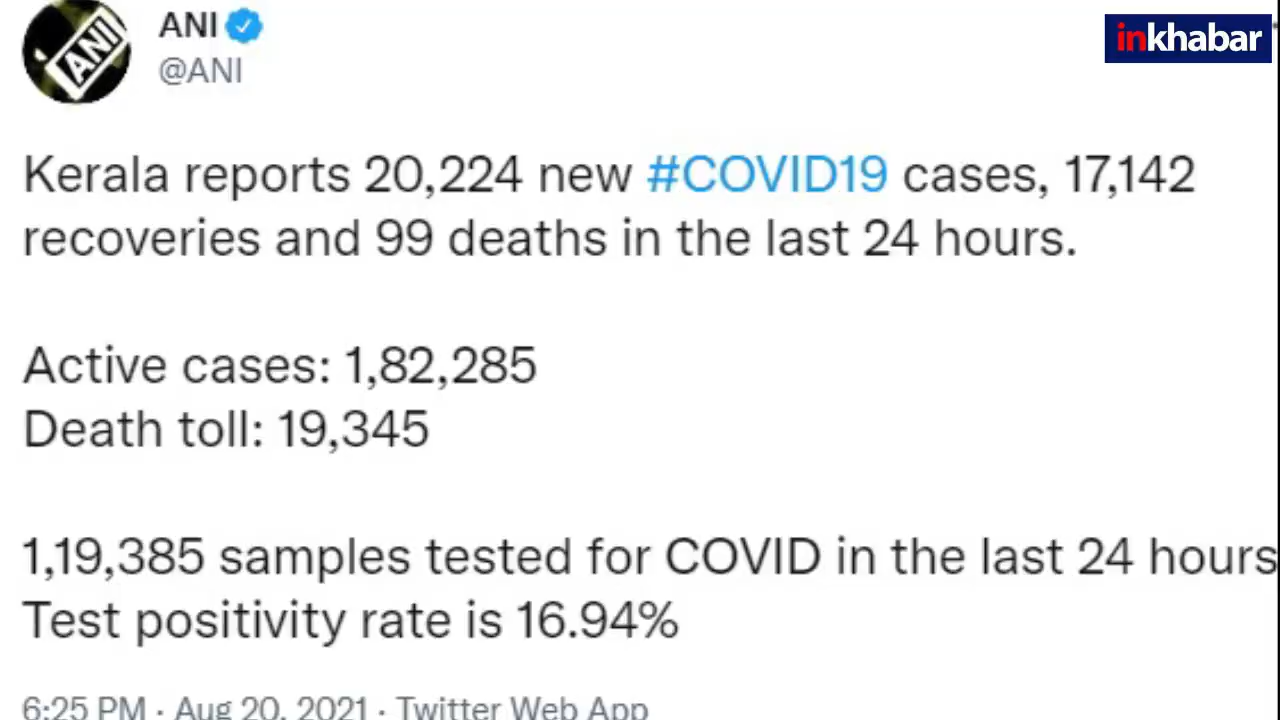 ANI
@ANI
inkhabar
ANI
Kerala reports 20,224 new #COVID19 cases, 17,142
recoveries and 99 deaths in the last 24 hours.
Active cases: 1,82,285
Death toll: 19,345
1,19,385 samples tested for COVID in the last 24 hours
Test positivity rate is 16.94%
6:25 PM · Aug 20, 2021 · Twitter Web App